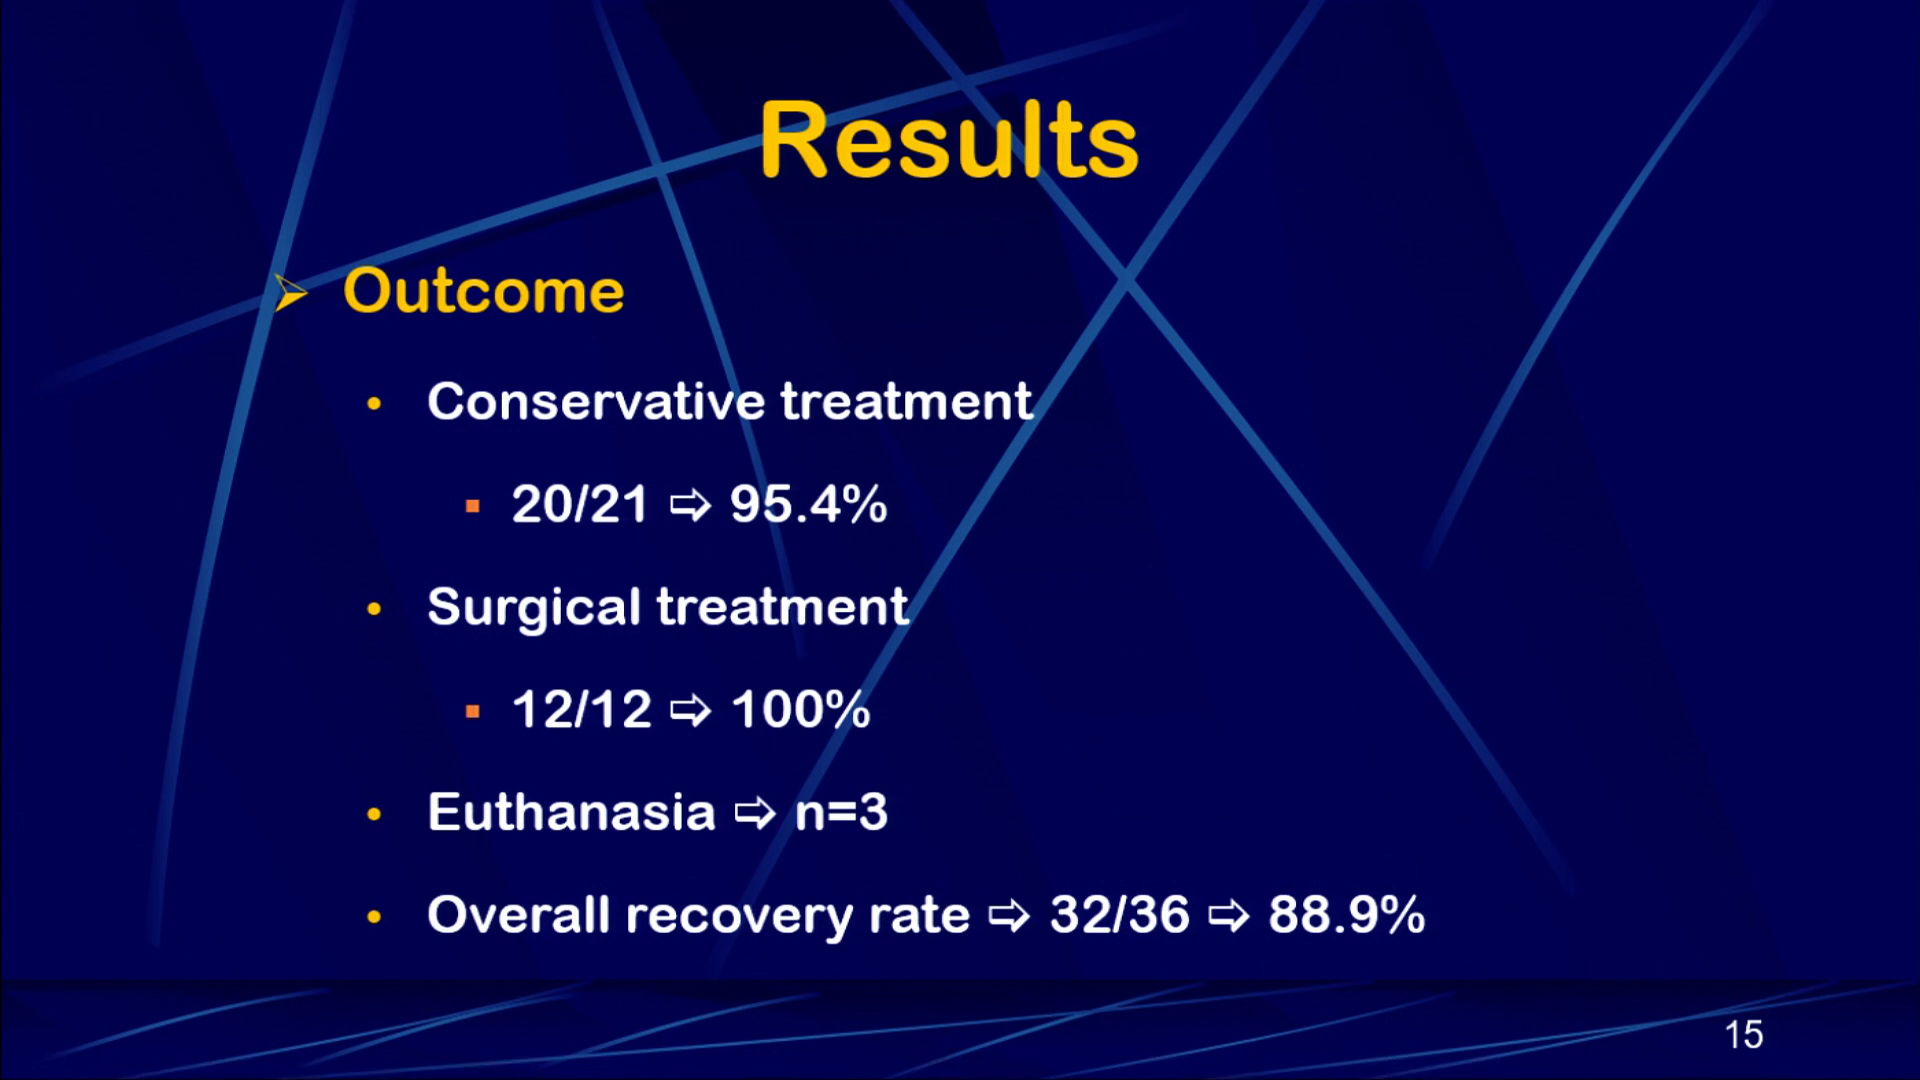 Results
➢ Outcome
• Conservative treatment
▪ 20/21 ⇨ 95.4%
• Surgical treatment
▪ 12/12 ⇨ 100%
• Euthanasia ⇨ n=3
• Overall recovery rate ⇨ 32/36 ⇨ 88.9%
15